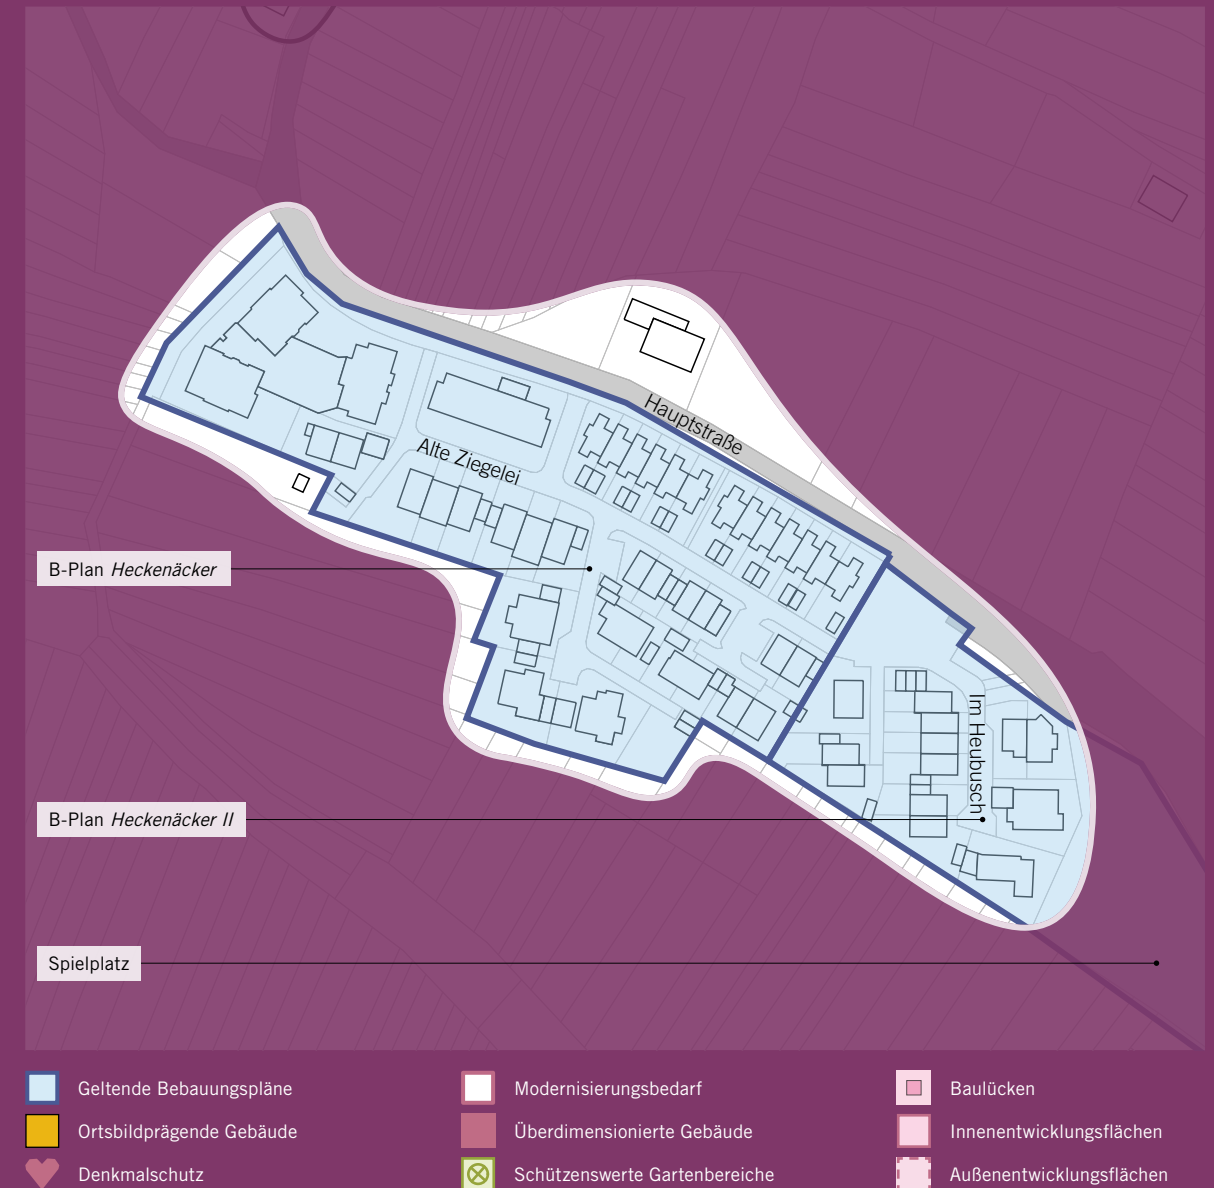 Hauptstraße
Alte Ziegelei
B-Plan Heckenäcker
Im Heubusch
B-Plan Heckenäcker II
Spielplatz
Geltende Bebauungspläne
Ortsbildprägende Gebäude
Denkmalschutz
Modernisierungsbedarf
Überdimensionierte Gebäude
Schützenswerte Gartenbereiche
Baulücken
Innenentwicklungsflächen
Außenentwicklungsflächen